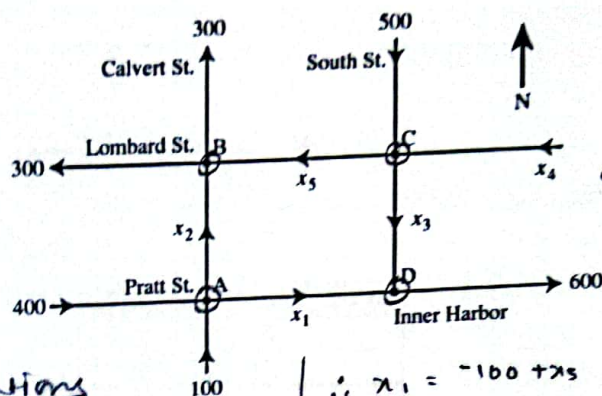 300 500
Calvert St. South St.
N
Lombard St. B C
300
x₅ x₄
x₂ x₃
Pratt St. A D
400 600
x₁ Inner Harbor
100
∴ x₁ = -100 + x₅